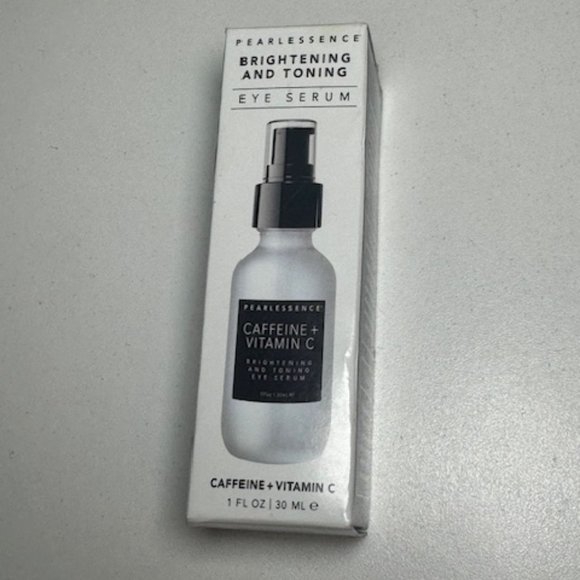 PEARLESSENCE
BRIGHTENING
AND TONING
EYE SERUM
PEARLESSENCE
CAFFEINE +
VITAMIN C
BRIGHTENING
AND TONING
EYE SERUM
CAFFEINE + VITAMIN C
1 FL OZ | 30 ML ℮